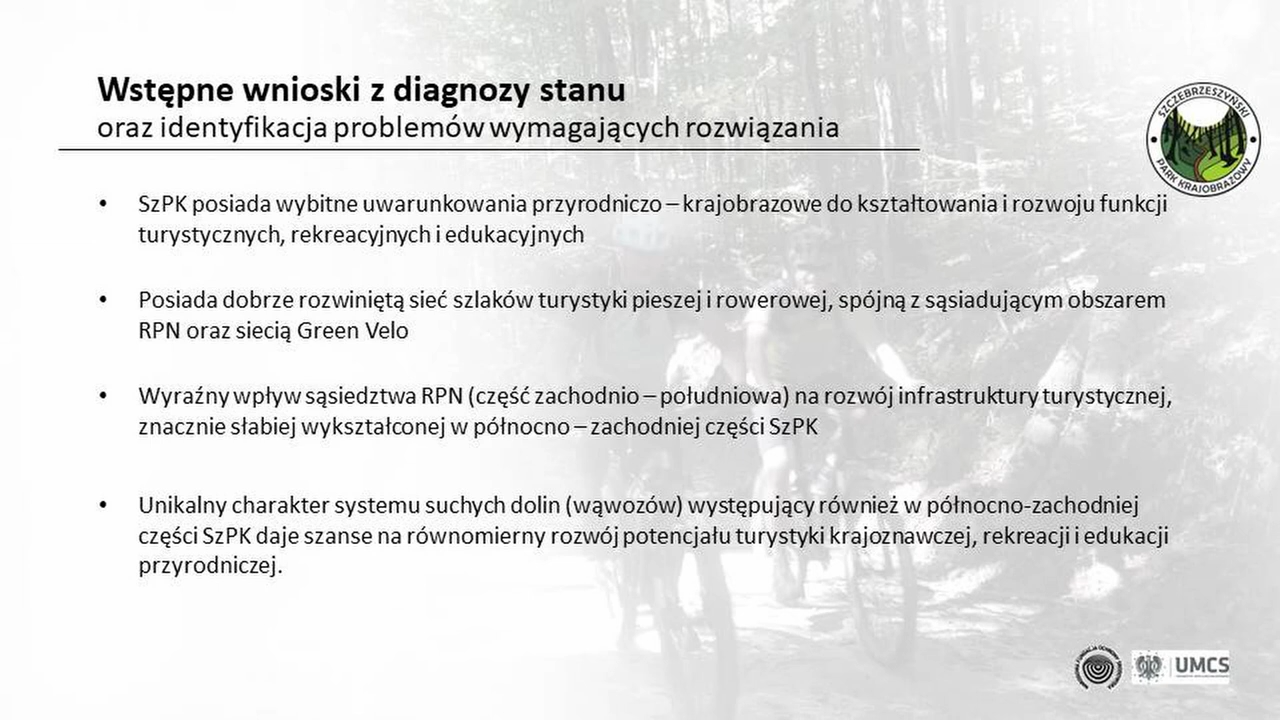 Wstępne wnioski z diagnozy stanu
oraz identyfikacja problemów wymagających rozwiązania
SZCZEBRZESZYŃSKI
PARK KRAJOBRAZOWY
• SzPK posiada wybitne uwarunkowania przyrodniczo – krajobrazowe do kształtowania i rozwoju funkcji
turystycznych, rekreacyjnych i edukacyjnych
• Posiada dobrze rozwiniętą sieć szlaków turystyki pieszej i rowerowej, spójną z sąsiadującym obszarem
RPN oraz siecią Green Velo
• Wyraźny wpływ sąsiedztwa RPN (część zachodnio – południowa) na rozwój infrastruktury turystycznej,
znacznie słabiej wykształconej w północno – zachodniej części SzPK
• Unikalny charakter systemu suchych dolin (wąwozów) występujący również w północno-zachodniej
części SzPK daje szanse na równomierny rozwój potencjału turystyki krajoznawczej, rekreacji i edukacji
przyrodniczej.
UMCS